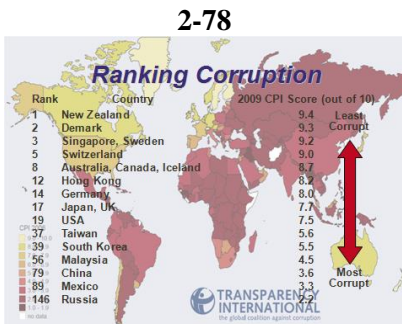 2-78
Ranking Corruption
Rank Country 2009 CPI Score (out of 10)
1 New Zealand 9.4
2 Demark 9.3
3 Singapore, Sweden 9.2
5 Switzerland 9.0
8 Australia, Canada, Iceland 8.7
12 Hong Kong 8.2
14 Germany 8.0
17 Japan, UK 7.7
19 USA 7.5
37 Taiwan 5.6
39 South Korea 5.5
56 Malaysia 4.5
79 China 3.6
89 Mexico 3.3
146 Russia 2.2
Least
Corrupt
Most
Corrupt
TRANSPARENCY
INTERNATIONAL
the global coalition against corruption